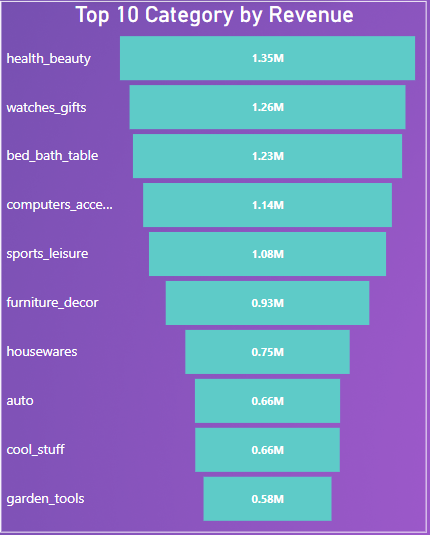 Top 10 Category by Revenue
health_beauty 1.35M
watches_gifts 1.26M
bed_bath_table 1.23M
computers_acce... 1.14M
sports_leisure 1.08M
furniture_decor 0.93M
housewares 0.75M
auto 0.66M
cool_stuff 0.66M
garden_tools 0.58M